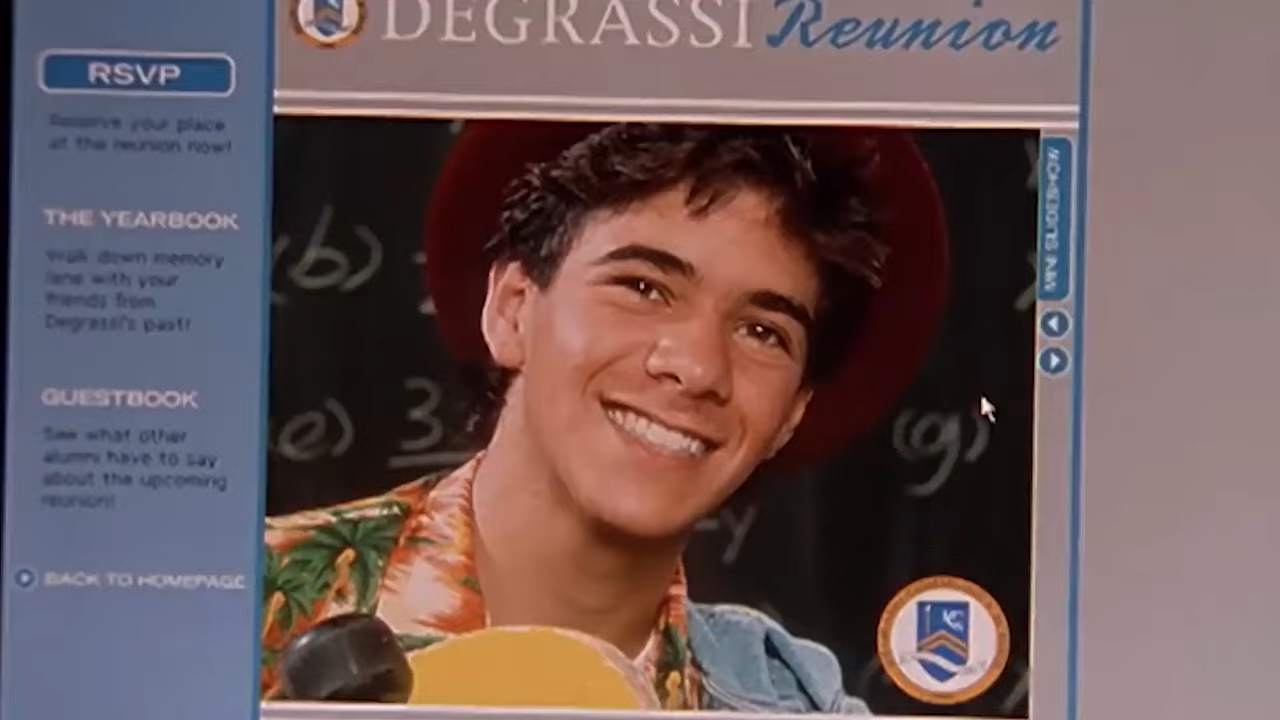 DEGRASSI Reunion
RSVP
Reserve your place
at the reunion now!
THE YEARBOOK
Walk down memory
lane with your
friends from
Degrassi's past!
GUESTBOOK
See what other
alumni have to say
about the upcoming
reunion!
BACK TO HOMEPAGE
(b)
(e)
3
(g)
-y